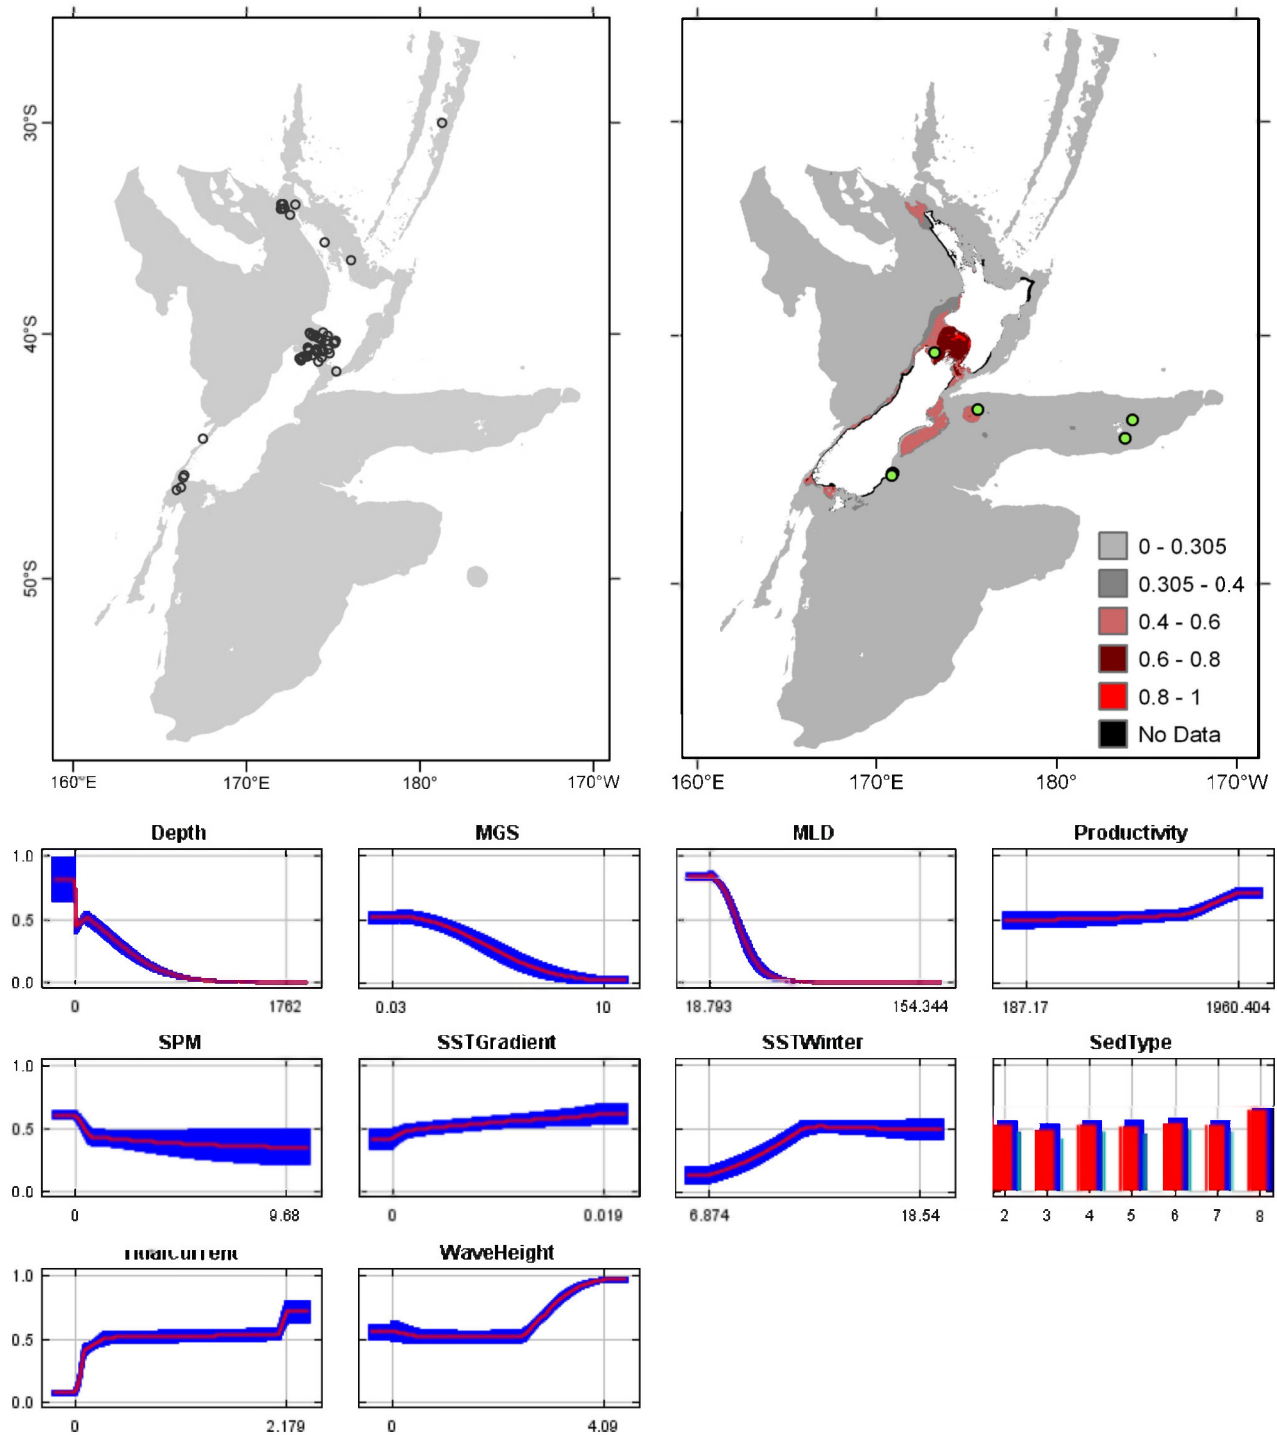 30°S
40°S
50°S
0 - 0.305
0.305 - 0.4
0.4 - 0.6
0.6 - 0.8
0.8 - 1
No Data
160°E 170°E 180° 170°W
160°E 170°E 180° 170°W
Depth MGS MLD Productivity
1.0
0.5
0.0
0 1762 0.03 10 18.793 154.344 187.17 1960.404
SPM SSTGradient SSTWinter SedType
1.0
0.5
0.0
0 9.68 0 0.019 6.874 18.54 2 3 4 5 6 7 8
TidalCurrent WaveHeight
1.0
0.5
0.0
0 2.179 0 4.09